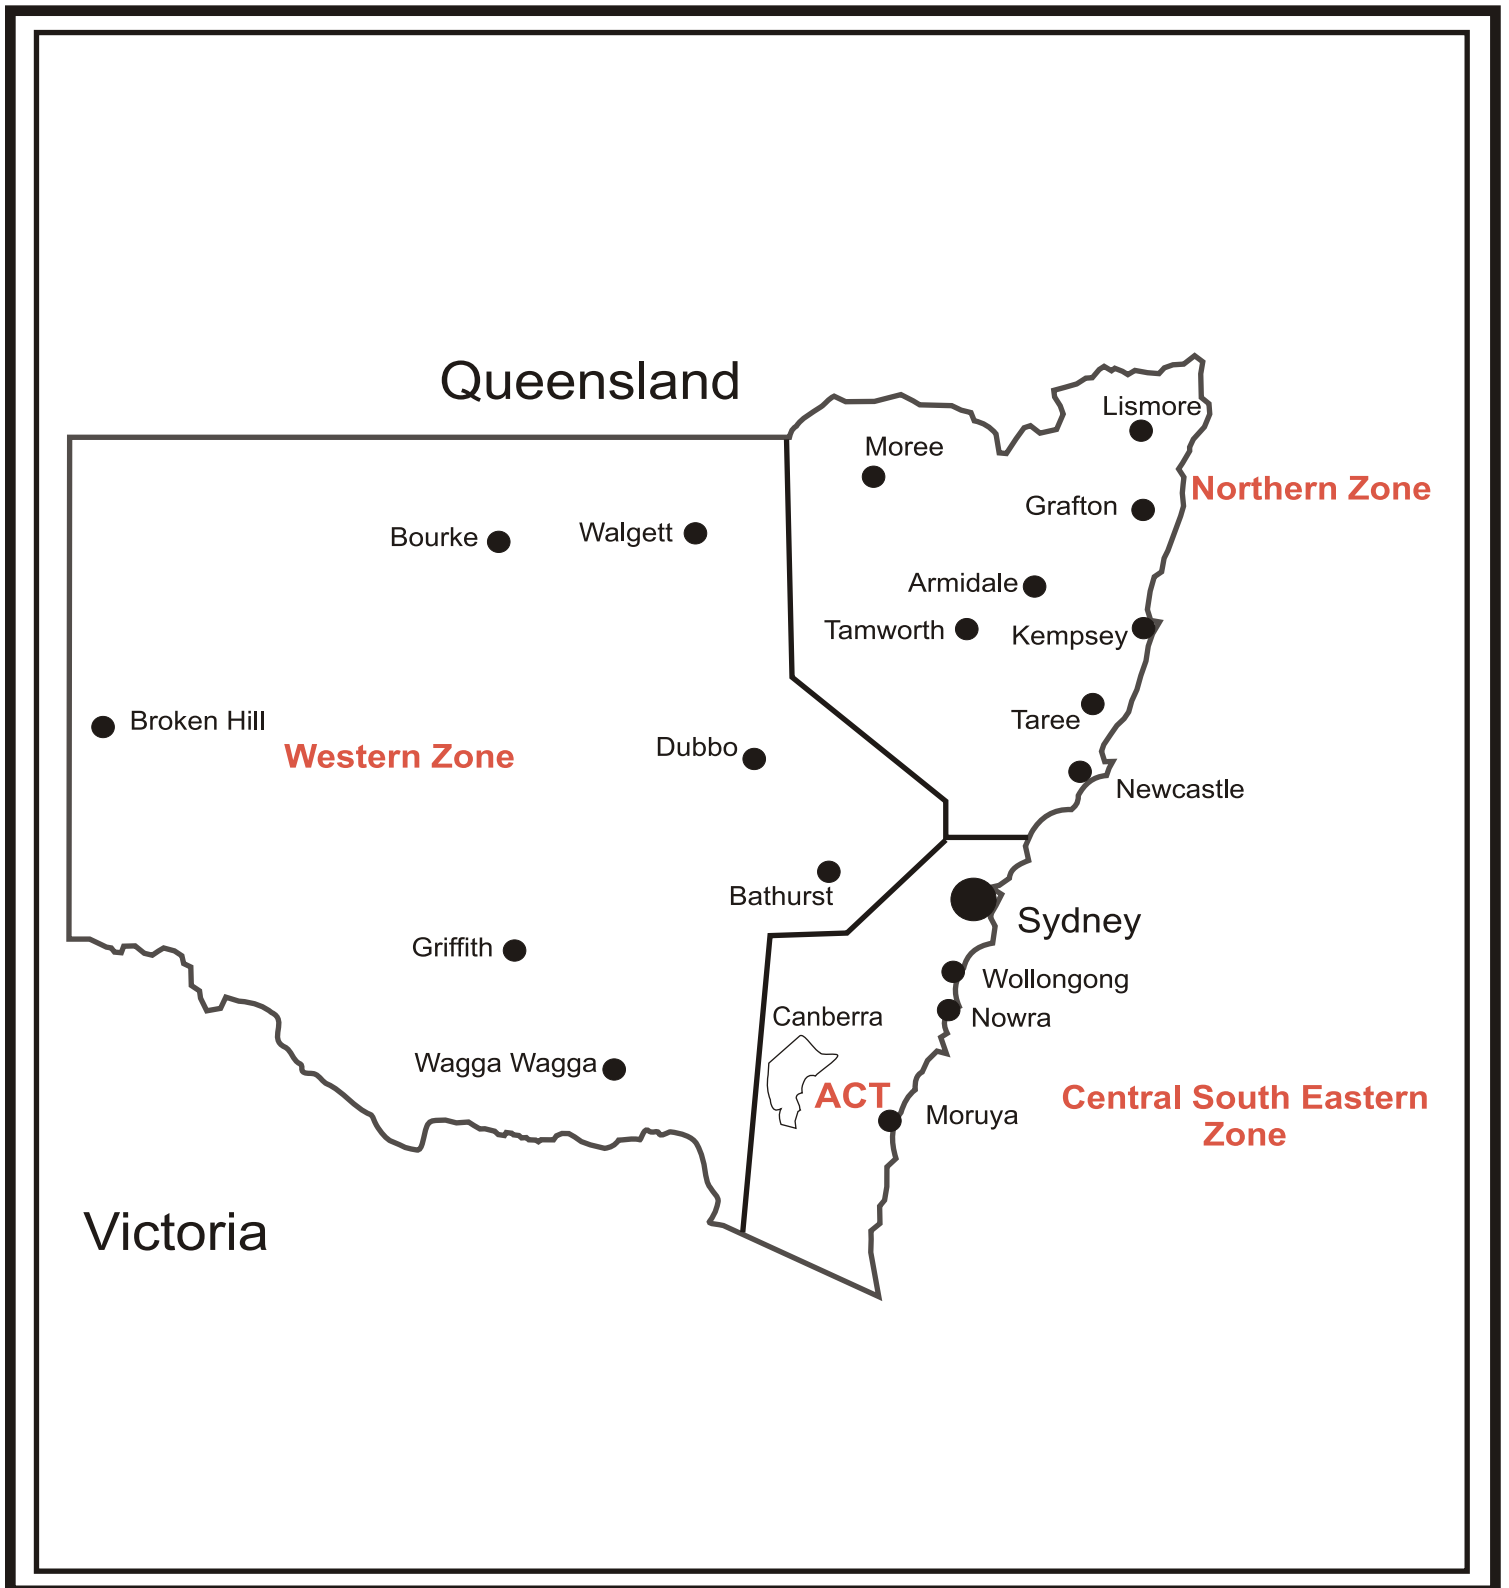 Queensland
Lismore
Moree
Northern Zone
Grafton
Bourke
Walgett
Armidale
Tamworth
Kempsey
Broken Hill
Taree
Western Zone
Dubbo
Newcastle
Bathurst
Sydney
Griffith
Wollongong
Canberra
Nowra
Wagga Wagga
ACT
Moruya
Central South Eastern
Zone
Victoria